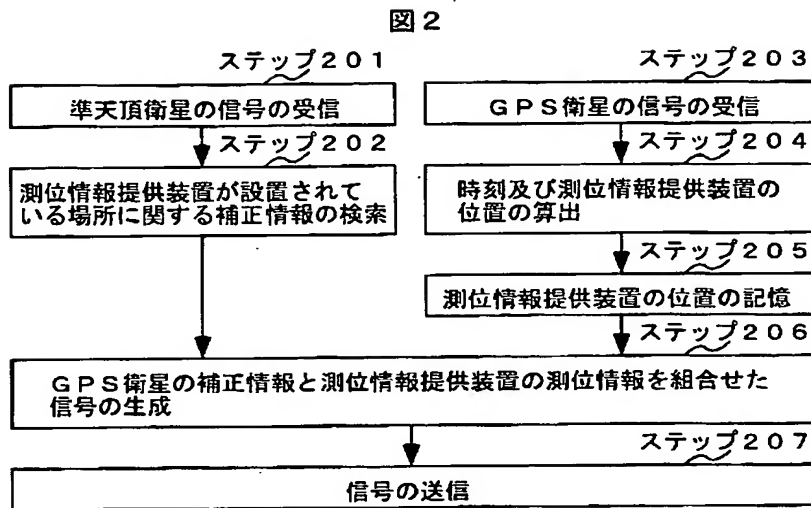 図２
ステップ２０１
準天頂衛星の信号の受信
ステップ２０２
測位情報提供装置が設置されて
いる場所に関する補正情報の検索
ステップ２０３
ＧＰＳ衛星の信号の受信
ステップ２０４
時刻及び測位情報提供装置の
位置の算出
ステップ２０５
測位情報提供装置の位置の記憶
ステップ２０６
ＧＰＳ衛星の補正情報と測位情報提供装置の測位情報を組合せた
信号の生成
ステップ２０７
信号の送信